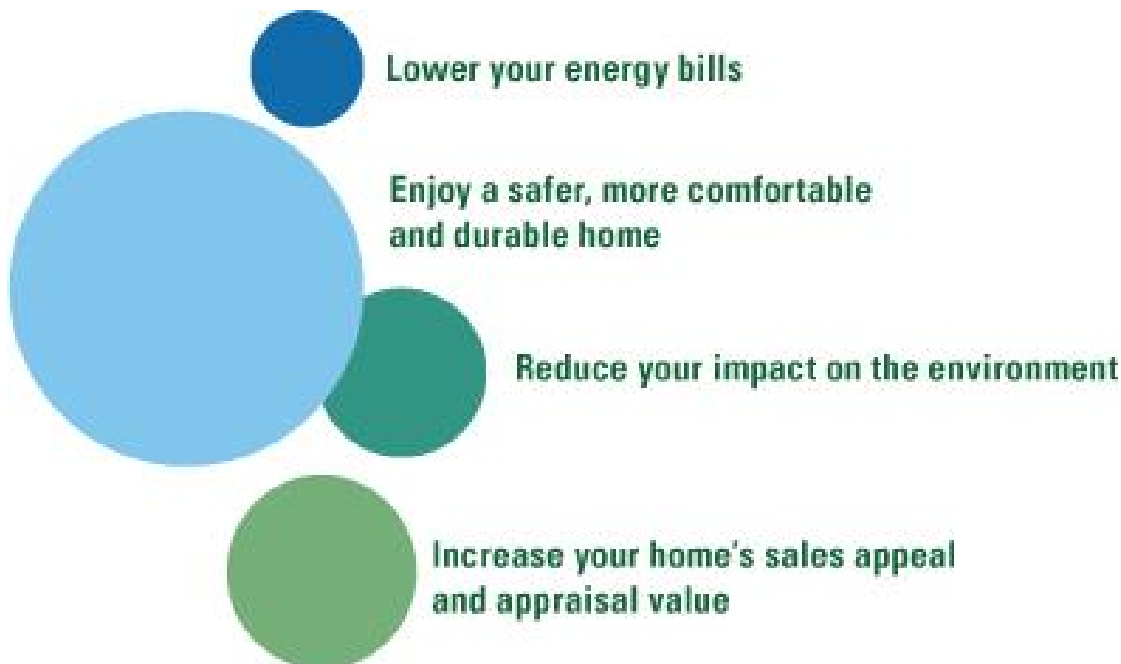 Lower your energy bills
Enjoy a safer, more comfortable
and durable home
Reduce your impact on the environment
Increase your home's sales appeal
and appraisal value